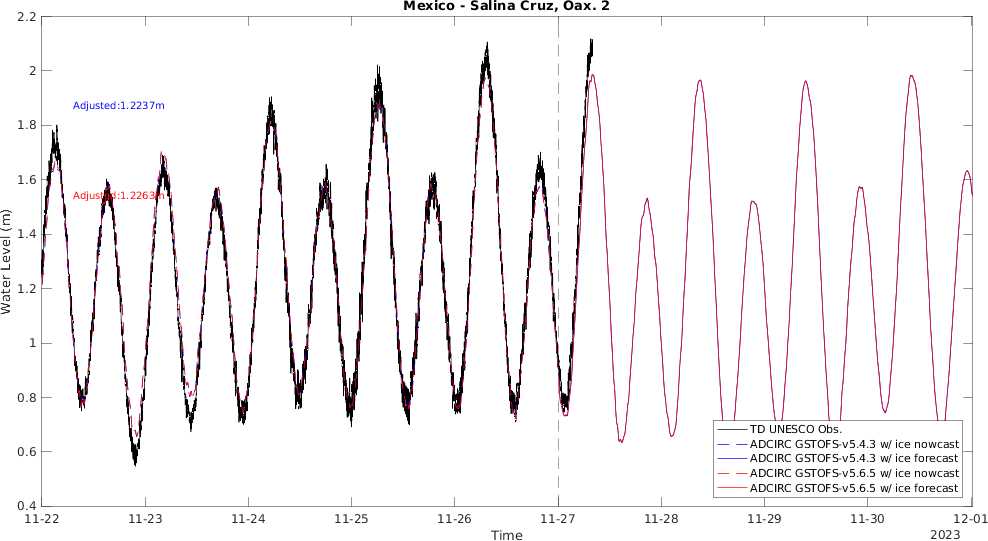 Mexico - Salina Cruz, Oax. 2
2.2
2
1.8
1.6
1.4
1.2
1
0.8
0.6
0.4
Water Level (m)
Adjusted:1.2237m
Adjusted:1.2263m
TD UNESCO Obs.
ADCIRC GSTOFS-v5.4.3 w/ ice nowcast
ADCIRC GSTOFS-v5.4.3 w/ ice forecast
ADCIRC GSTOFS-v5.6.5 w/ ice nowcast
ADCIRC GSTOFS-v5.6.5 w/ ice forecast
11-22 11-23 11-24 11-25 11-26 11-27 11-28 11-29 11-30 12-01
Time
2023